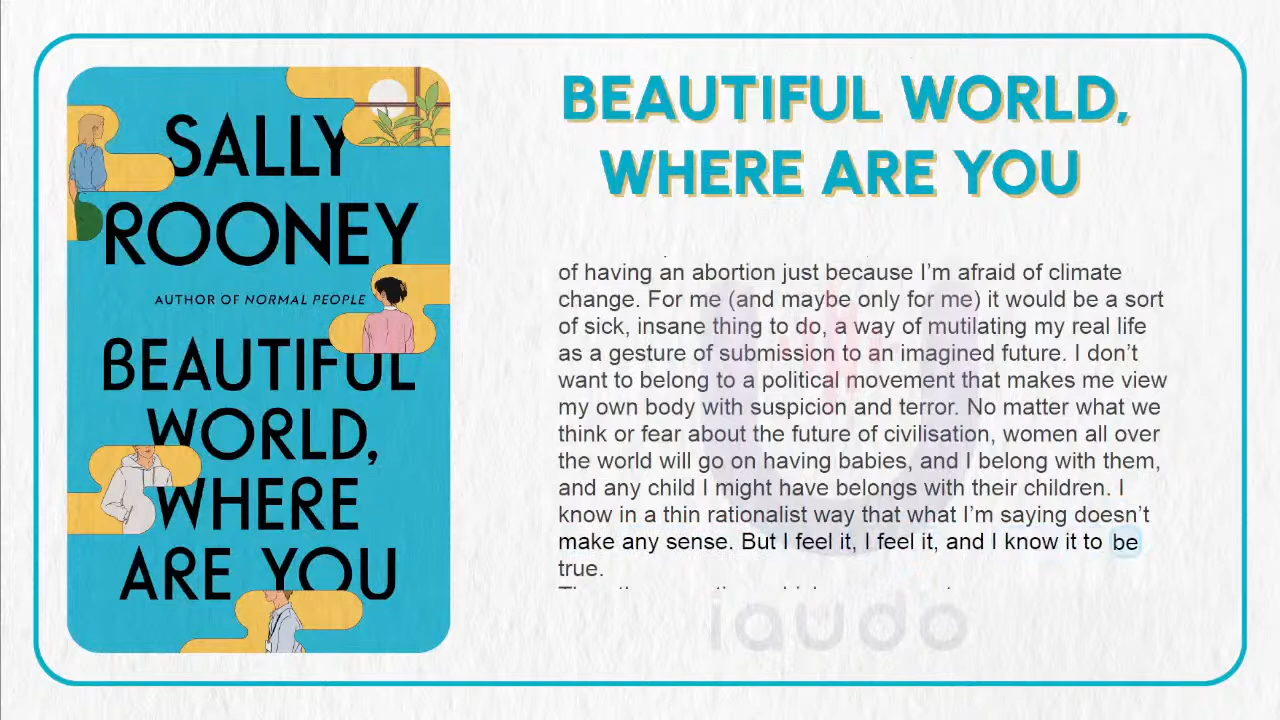 SALLY
ROONEY
AUTHOR OF NORMAL PEOPLE
BEAUTIFUL
WORLD,
WHERE
ARE YOU
BEAUTIFUL WORLD,
WHERE ARE YOU
of having an abortion just because I’m afraid of climate
change. For me (and maybe only for me) it would be a sort
of sick, insane thing to do, a way of mutilating my real life
as a gesture of submission to an imagined future. I don’t
want to belong to a political movement that makes me view
my own body with suspicion and terror. No matter what we
think or fear about the future of civilisation, women all over
the world will go on having babies, and I belong with them,
and any child I might have belongs with their children. I
know in a thin rationalist way that what I’m saying doesn’t
make any sense. But I feel it, I feel it, and I know it to be
true.
iaudo